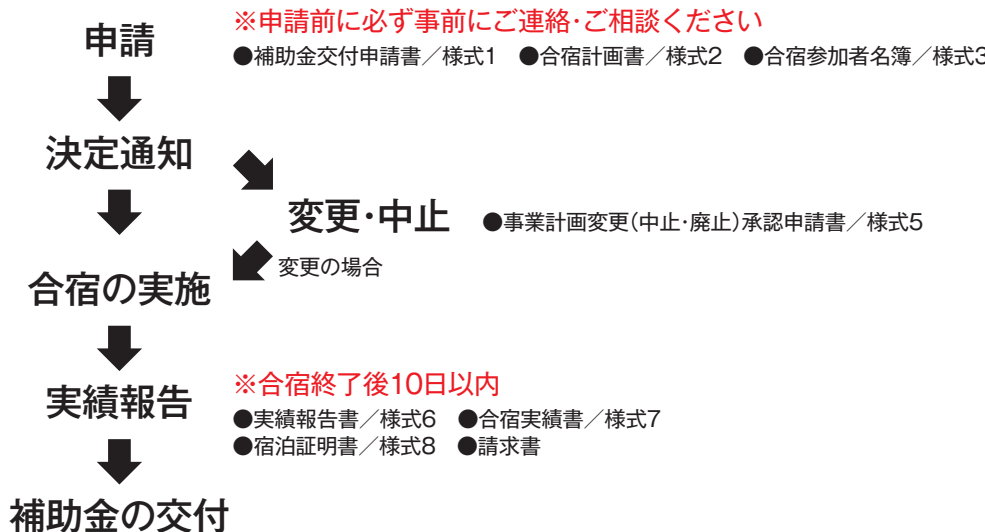 申請
※申請前に必ず事前にご連絡・ご相談ください
●補助金交付申請書／様式1　●合宿計画書／様式2　●合宿参加者名簿／様式3
決定通知
変更・中止
●事業計画変更（中止・廃止）承認申請書／様式5
変更の場合
合宿の実施
実績報告
※合宿終了後10日以内
●実績報告書／様式6　●合宿実績書／様式7
●宿泊証明書／様式8　●請求書
補助金の交付